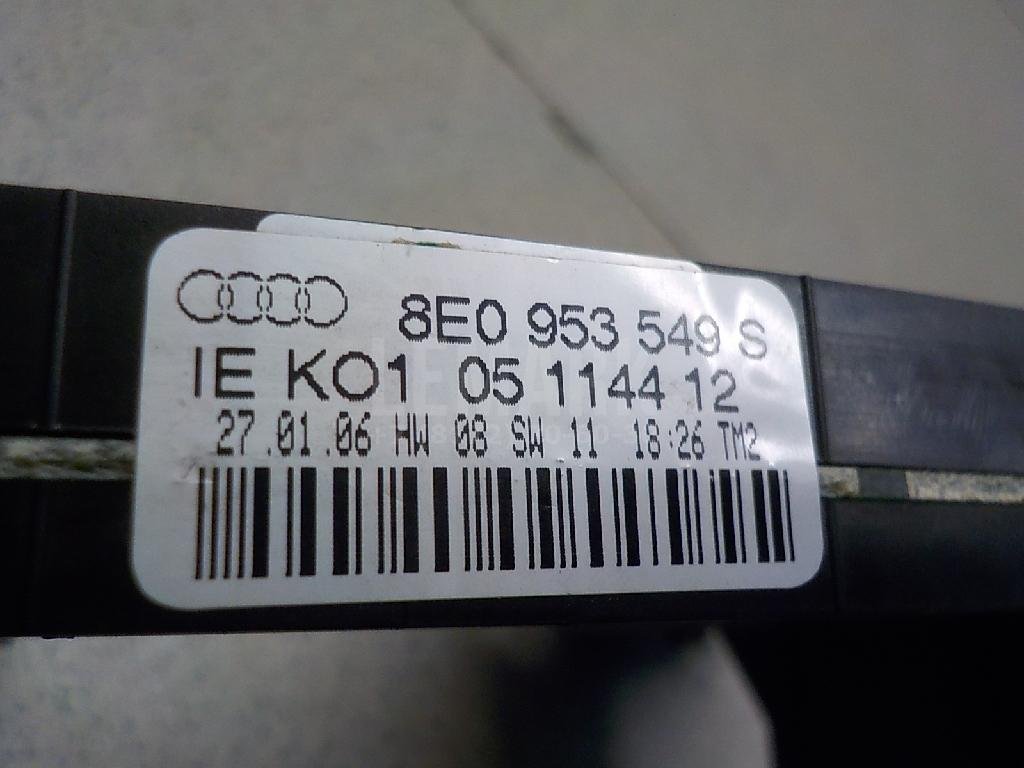 8E0 953 549 S
IE KO1 05 1144 12
27.01.06 HW 08 SW 11 18:26 TM2